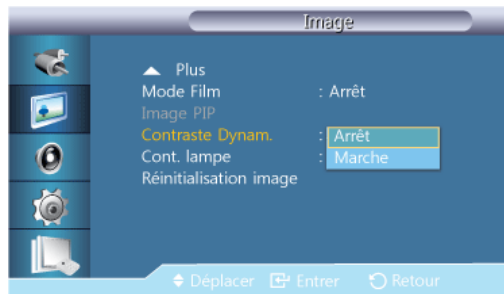 Image
Plus
Mode Film : Arrêt
Image PIP
Contraste Dynam. : Arrêt
Cont. lampe : Marche
Réinitialisation image
Déplacer Entrer Retour